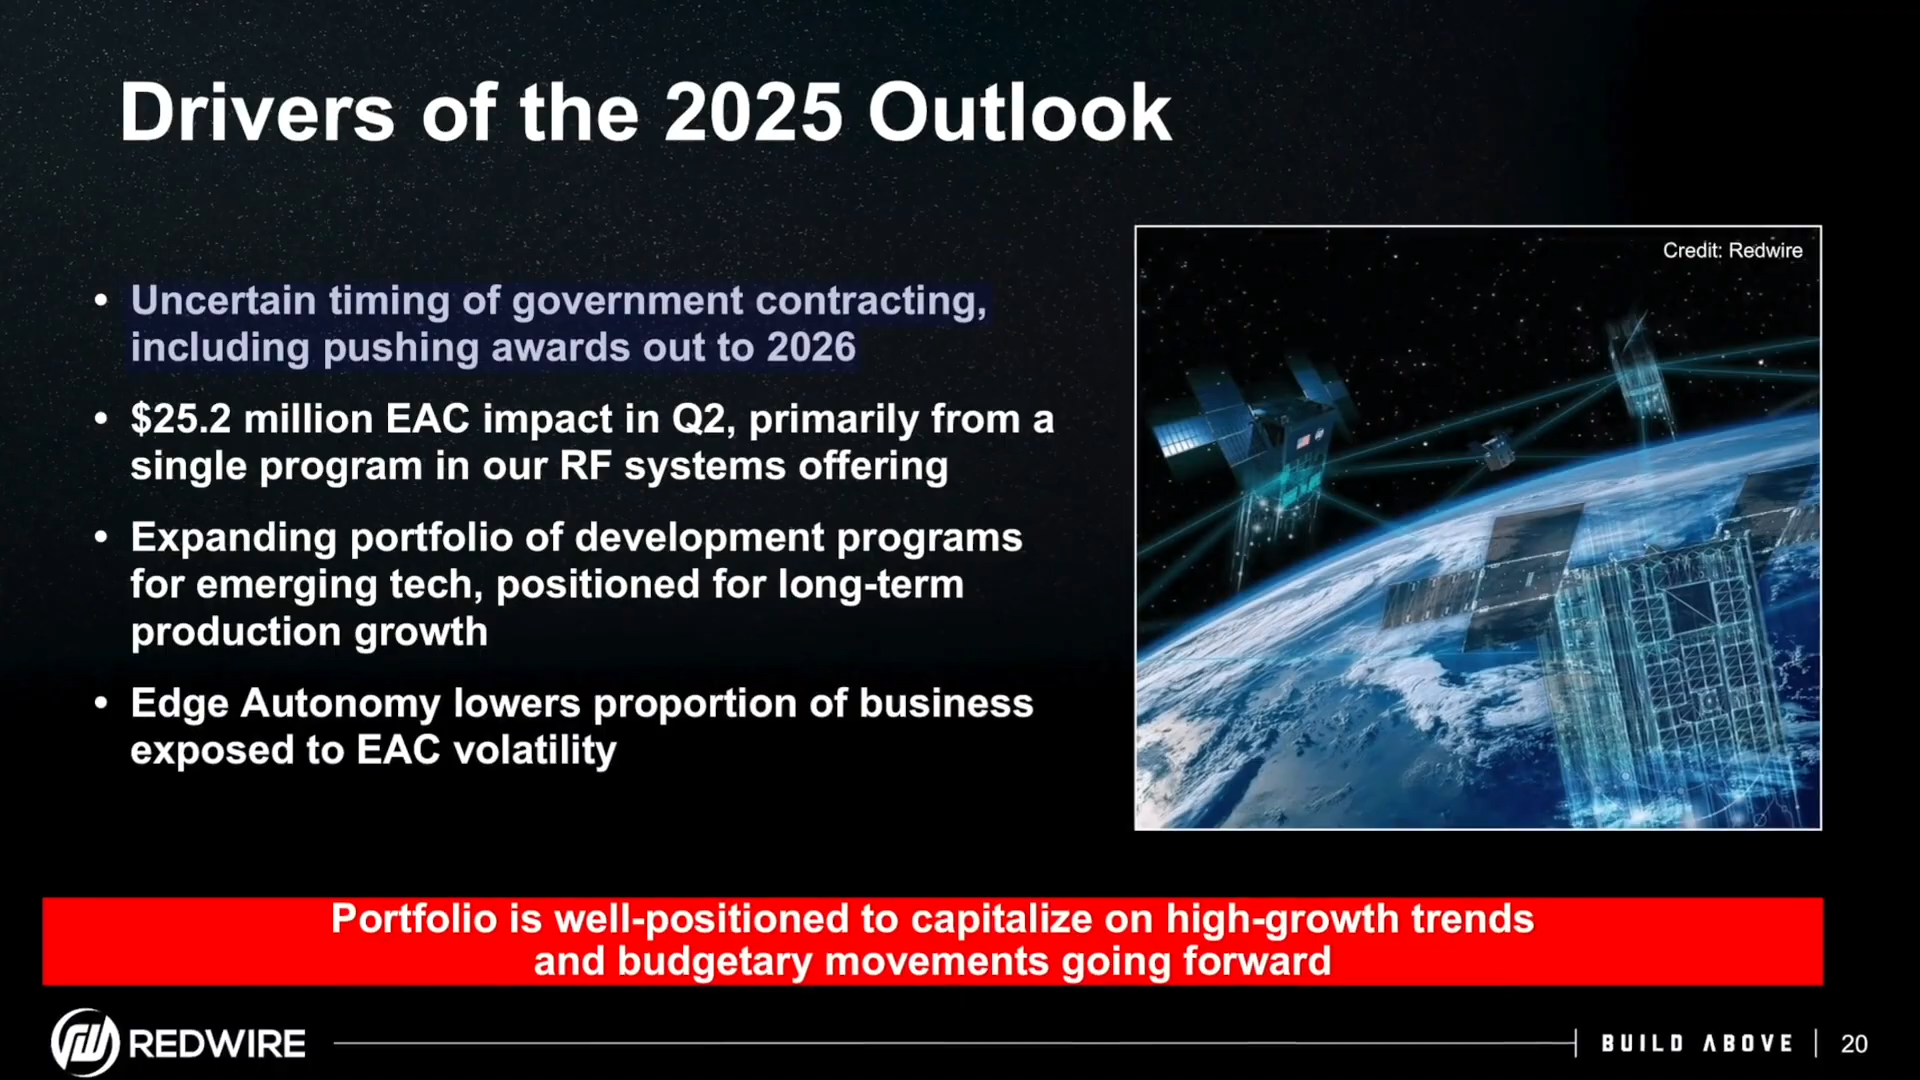 Drivers of the 2025 Outlook
Credit: Redwire
• Uncertain timing of government contracting,
including pushing awards out to 2026
• $25.2 million EAC impact in Q2, primarily from a
single program in our RF systems offering
• Expanding portfolio of development programs
for emerging tech, positioned for long-term
production growth
• Edge Autonomy lowers proportion of business
exposed to EAC volatility
Portfolio is well-positioned to capitalize on high-growth trends
and budgetary movements going forward
REDWIRE
BUILD ABOVE
20